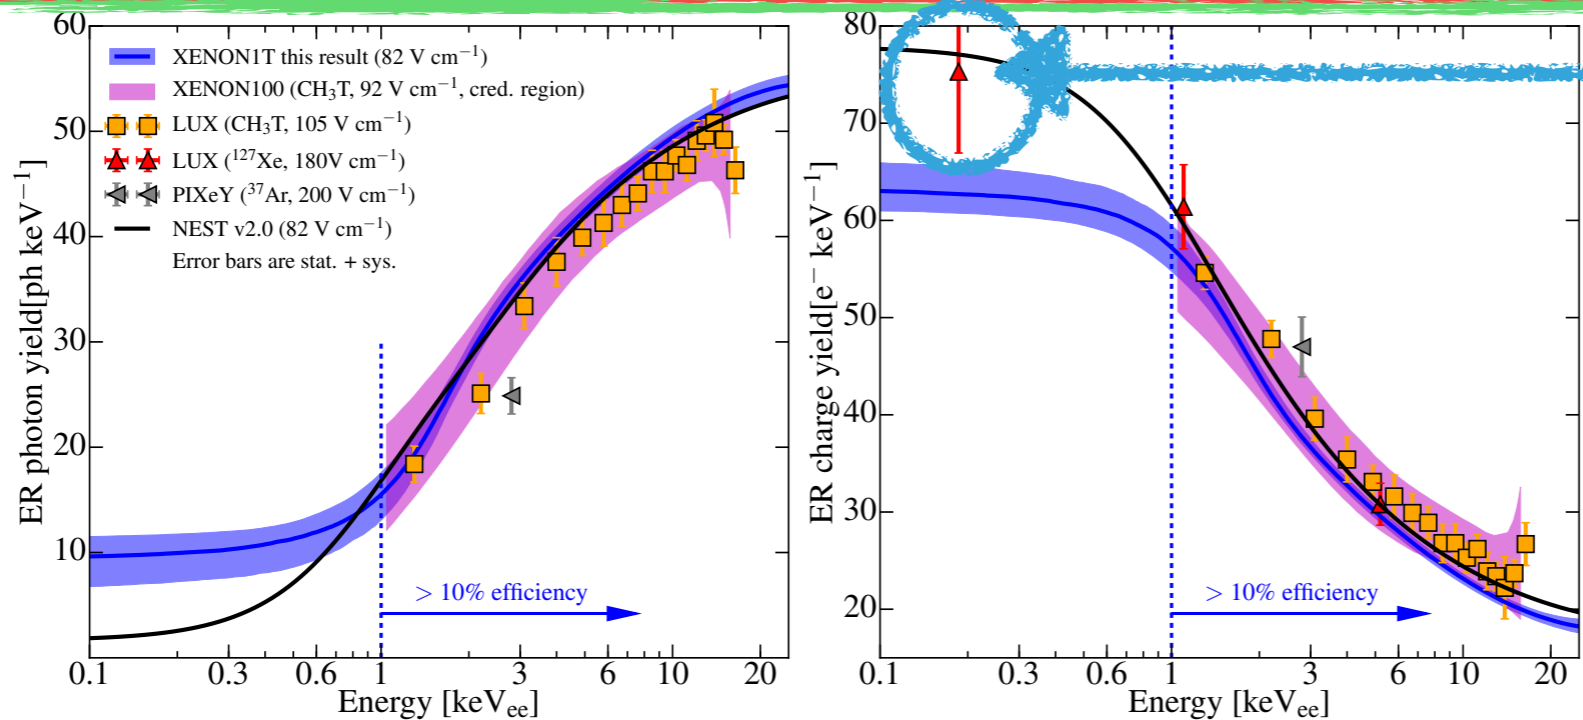 60
50
40
30
20
10
ER photon yield[ph keV⁻¹]
XENON1T this result (82 V cm⁻¹)
XENON100 (CH₃T, 92 V cm⁻¹, cred. region)
LUX (CH₃T, 105 V cm⁻¹)
LUX (¹²⁷Xe, 180V cm⁻¹)
PIXeY (³⁷Ar, 200 V cm⁻¹)
NEST v2.0 (82 V cm⁻¹)
Error bars are stat. + sys.
> 10% efficiency
0.1 0.3 0.6 1 3 6 10 20
Energy [keVₑₑ]
80
70
60
50
40
30
20
ER charge yield[e⁻ keV⁻¹]
> 10% efficiency
0.1 0.3 0.6 1 3 6 10 20
Energy [keVₑₑ]